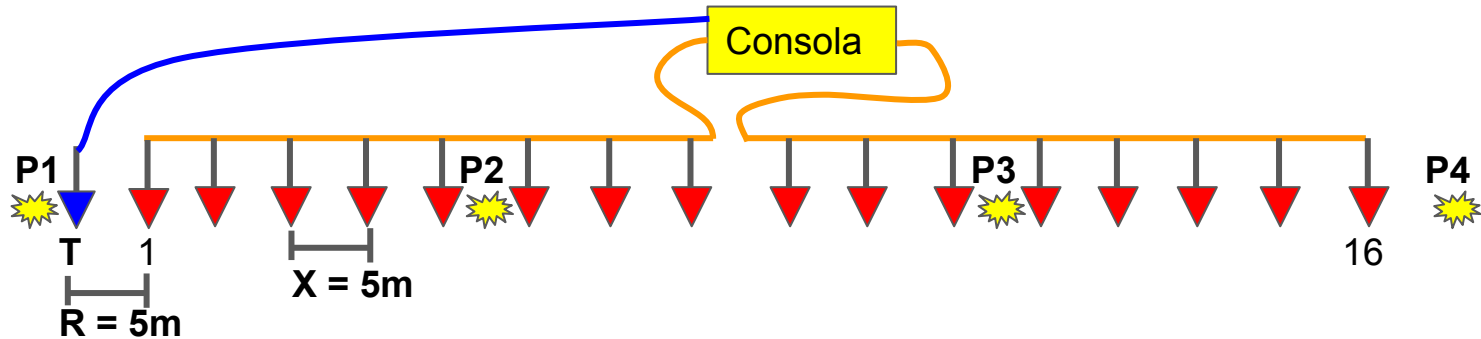 Consola
P1
P2
P3
P4
T
1
16
X = 5m
R = 5m